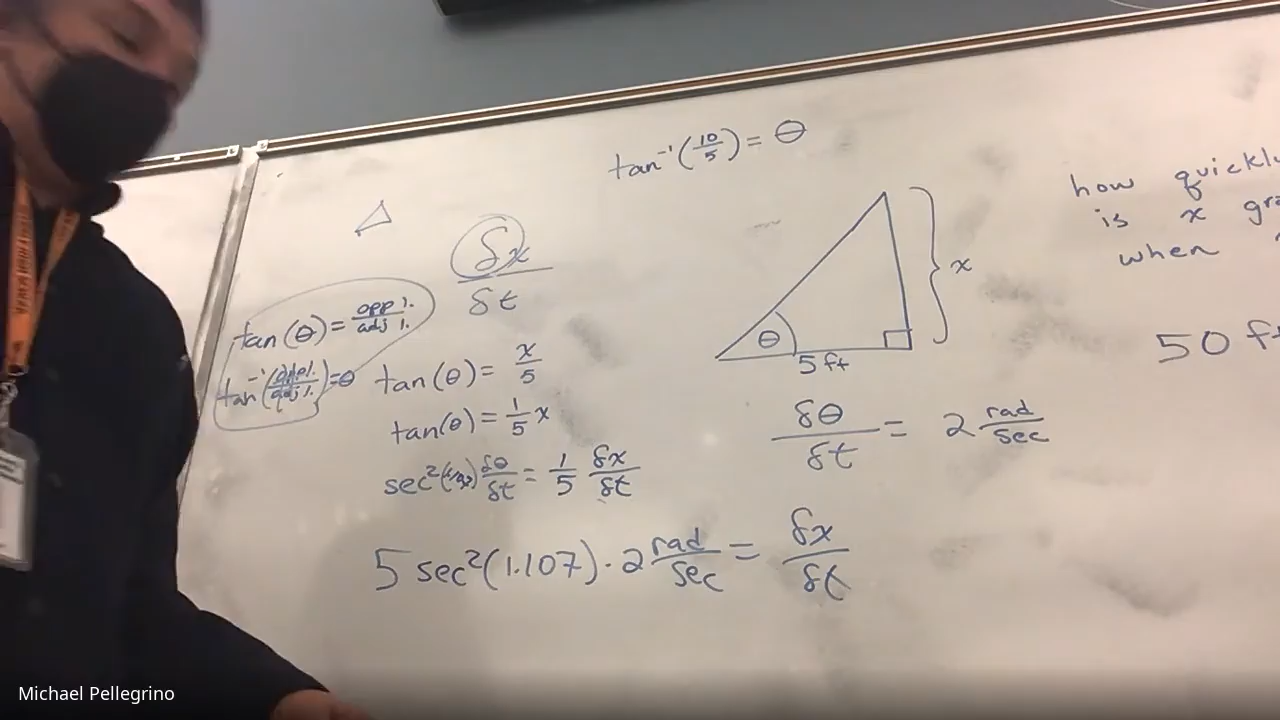 tan⁻¹(10/5) = θ
how quickly
is x gra
when
δx/δt
tan(θ) = opp l./adj l.
tan⁻¹(opp l./adj l.) = θ
tan(θ) = x/5
tan(θ) = 1/5 x
sec² δθ/δt = 1/5 δx/δt
5 sec²(1.107) · 2 rad/sec = δx/δt
θ
5 ft
x
50 ft
δθ/δt = 2 rad/sec
Michael Pellegrino